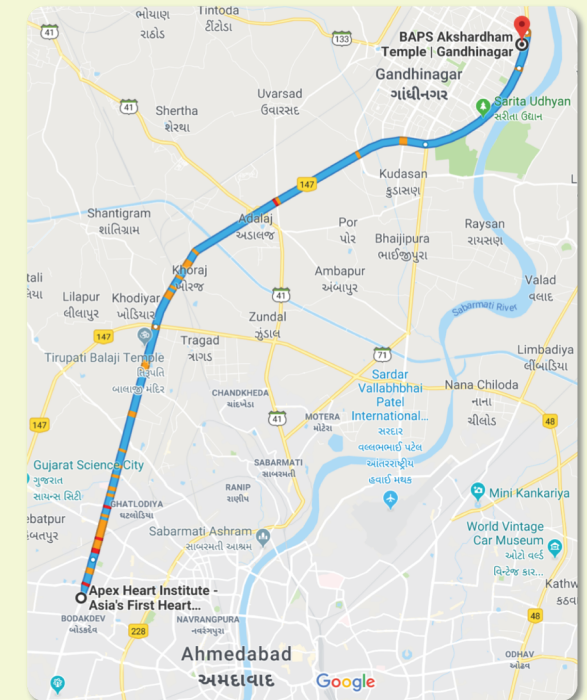 Tintoda
ટીંટોડા
ભોયાણ
રાઠોડ
41
133
BAPS Akshardham
Temple | Gandhinagar
Gandhinagar
ગાંધીનગર
Uvarsad
ઉવારસદ
41
Shertha
શેરથા
Sarita Udhyan
સરીતા ઉદ્યાન
Kudasan
કુડાસણ
147
Shantigram
શાંતિગ્રામ
Adalaj
અડાલજ
Por
પોર
Bhaijipura
ભાઈજીપુરા
Raysan
રાયસણ
Khoraj
ખોરજ
Ambapur
અંબાપુર
Valad
વલાદ
Lilapur
લીલાપુર
Khodiyar
ખોડિયાર
41
Zundal
ઝુંડાલ
Sabarmati River
147
Tragad
ત્રાગડ
Tirupati Balaji Temple
તિરુપતિ
બાલાજી મંદિર
71
Limbadiya
લીંબાડિયા
Sardar
Vallabhbhai
Patel
International...
સરદાર
વલ્લભભાઈ પટેલ
આંતરરાષ્ટ્રીય
હવાઈ મથક
Nana Chiloda
નાના
ચીલોડ
CHANDKHEDA
ચાંદખેડા
MOTERA
મોટેરા
41
147
48
Gujarat Science City
ગુજરાત
સાયન્સ સિટી
SABARMATI
સાબરમતી
RANIP
રાણીપ
Mini Kankariya
GHATLODIYA
ઘાટલોડિયા
Sabarmati Ashram
સાબરમતી આશ્રમ
World Vintage
Car Museum
ઓટો વર્લ્ડ
વિન્ટેજ કાર...
Apex Heart Institute -
Asia's First Heart...
BODAKDEV
બોડકદેવ
228
NAVRANGPURA
નવરંગપુરા
48
Ahmedabad
અમદાવાદ
ODHAV
ઓઢવ
Google